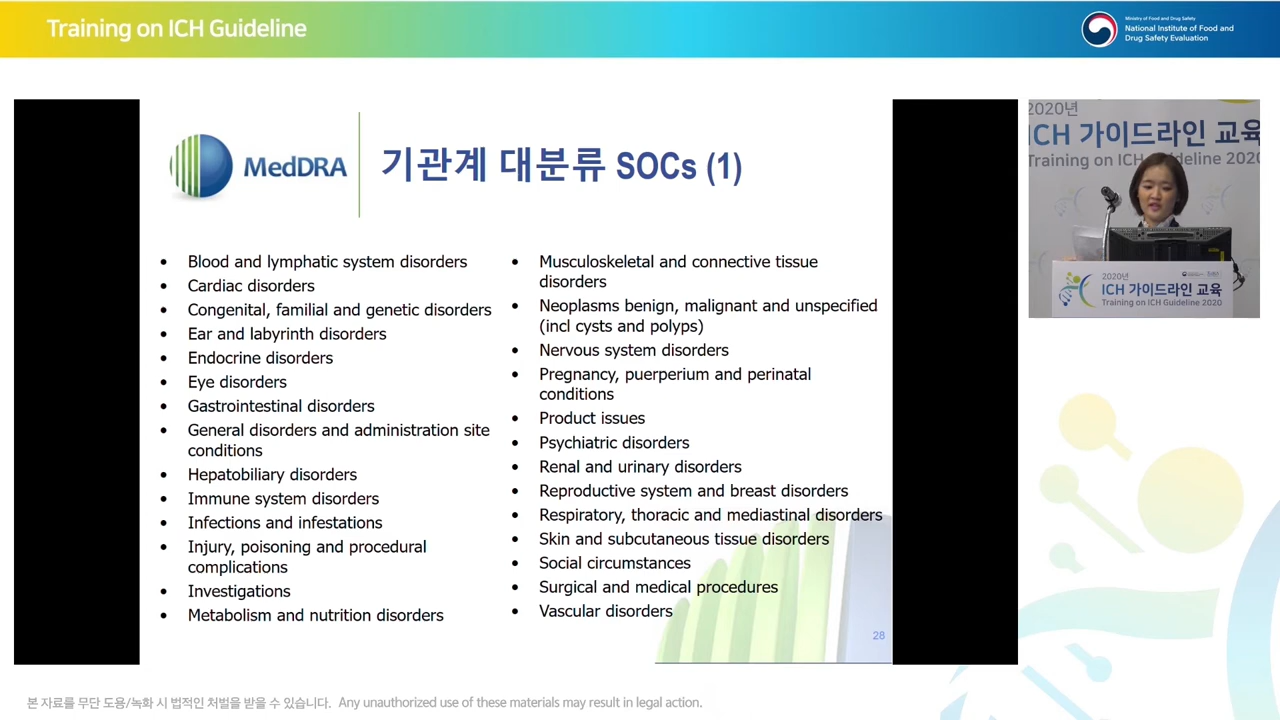 Training on ICH Guideline
Ministry of Food and Drug Safety
National Institute of Food and
Drug Safety Evaluation
MedDRA
기관계 대분류 SOCs (1)
• Blood and lymphatic system disorders
• Cardiac disorders
• Congenital, familial and genetic disorders
• Ear and labyrinth disorders
• Endocrine disorders
• Eye disorders
• Gastrointestinal disorders
• General disorders and administration site
conditions
• Hepatobiliary disorders
• Immune system disorders
• Infections and infestations
• Injury, poisoning and procedural
complications
• Investigations
• Metabolism and nutrition disorders
• Musculoskeletal and connective tissue
disorders
• Neoplasms benign, malignant and unspecified
(incl cysts and polyps)
• Nervous system disorders
• Pregnancy, puerperium and perinatal
conditions
• Product issues
• Psychiatric disorders
• Renal and urinary disorders
• Reproductive system and breast disorders
• Respiratory, thoracic and mediastinal disorders
• Skin and subcutaneous tissue disorders
• Social circumstances
• Surgical and medical procedures
• Vascular disorders
28
2020년
ICH 가이드라인 교육
Training on ICH Guideline 2020
2020년
ICH 가이드라인 교육
Training on ICH Guideline 2020
본 자료를 무단 도용/녹화 시 법적인 처벌을 받을 수 있습니다. Any unauthorized use of these materials may result in legal action.